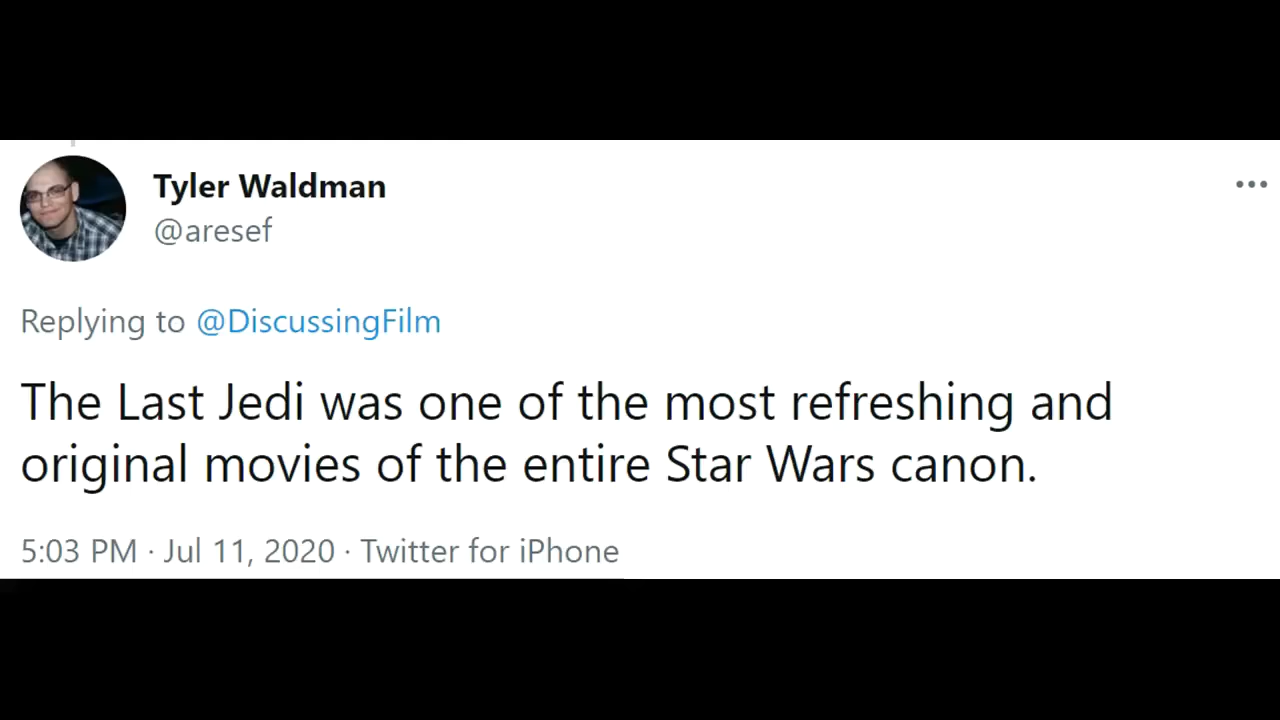 Tyler Waldman
@aresef
Replying to @DiscussingFilm
The Last Jedi was one of the most refreshing and
original movies of the entire Star Wars canon.
5:03 PM · Jul 11, 2020 · Twitter for iPhone